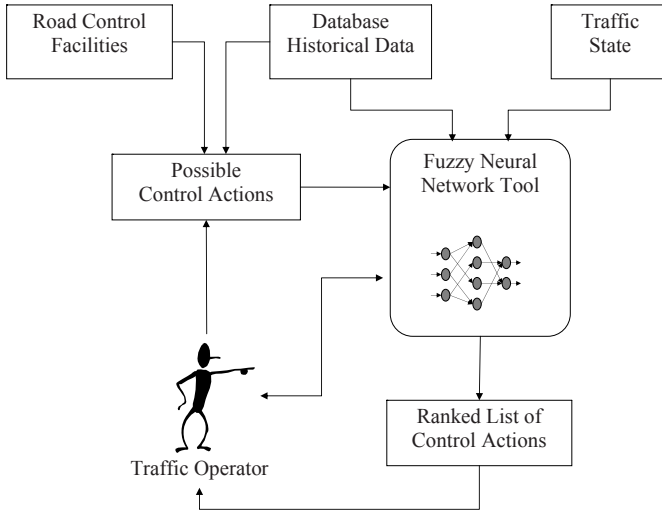 Road Control
Facilities
Database
Historical Data
Traffic
State
Possible
Control Actions
Fuzzy Neural
Network Tool
Ranked List of
Control Actions
Traffic Operator